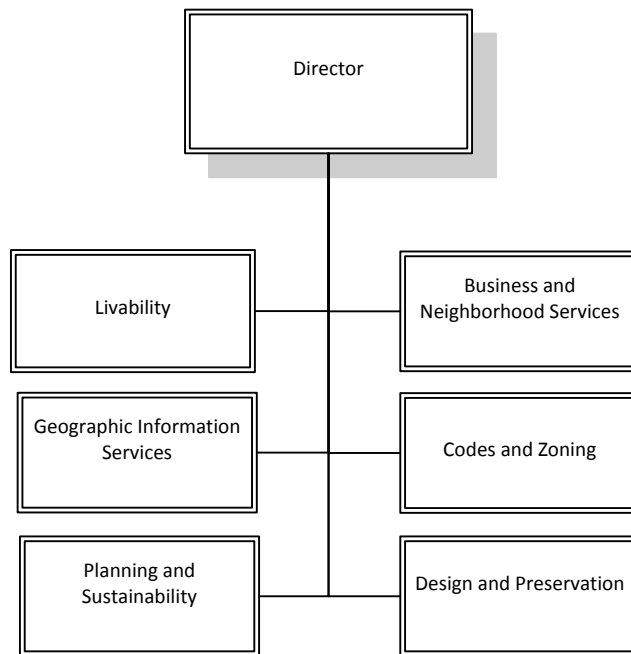 Director
Livability
Business and
Neighborhood Services
Geographic Information
Services
Codes and Zoning
Planning and
Sustainability
Design and Preservation